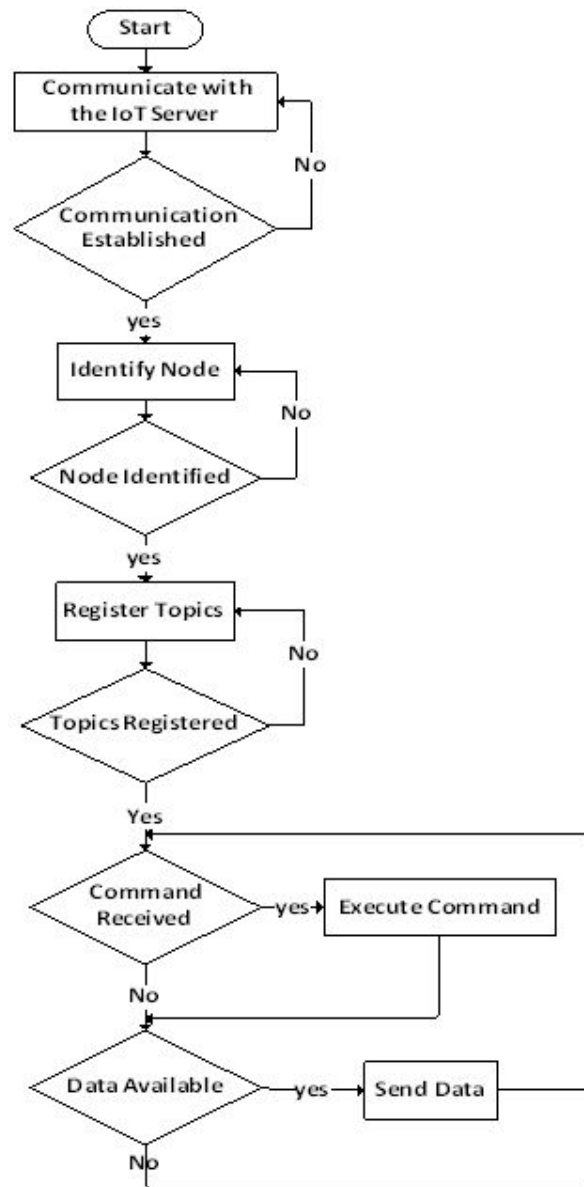 Start
Communicate with
the IoT Server
No
Communication
Established
yes
Identify Node
No
Node Identified
yes
Register Topics
No
Topics Registered
Yes
Command
Received
yes
Execute Command
No
Data Available
yes
Send Data
No